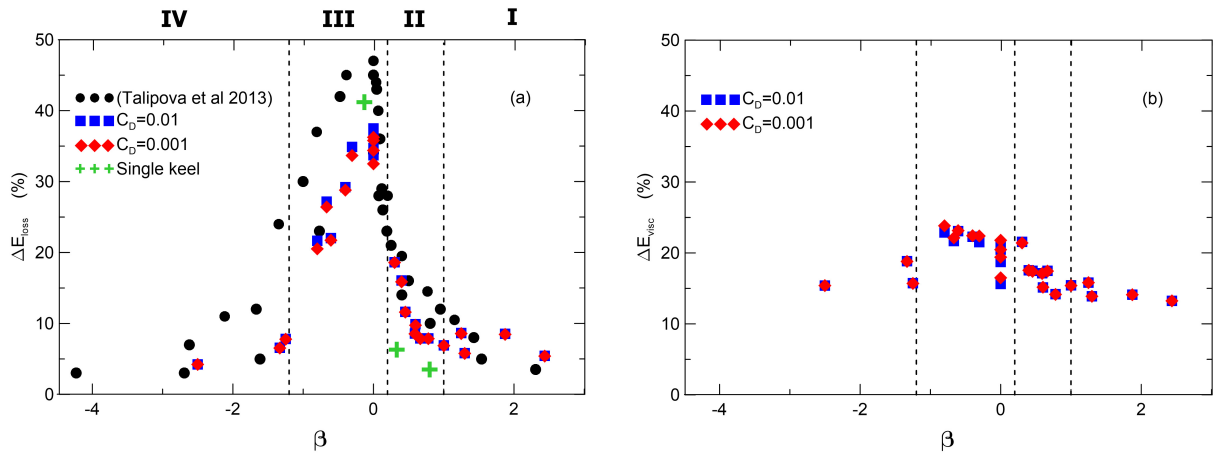 IV III II I
50
40
30
20
10
0
ΔE_loss (%)
(Talipova et al 2013)
C_D=0.01
C_D=0.001
Single keel
(a)
-4 -2 0 2
β
50
40
30
20
10
0
ΔE_visc (%)
C_D=0.01
C_D=0.001
(b)
-4 -2 0 2
β